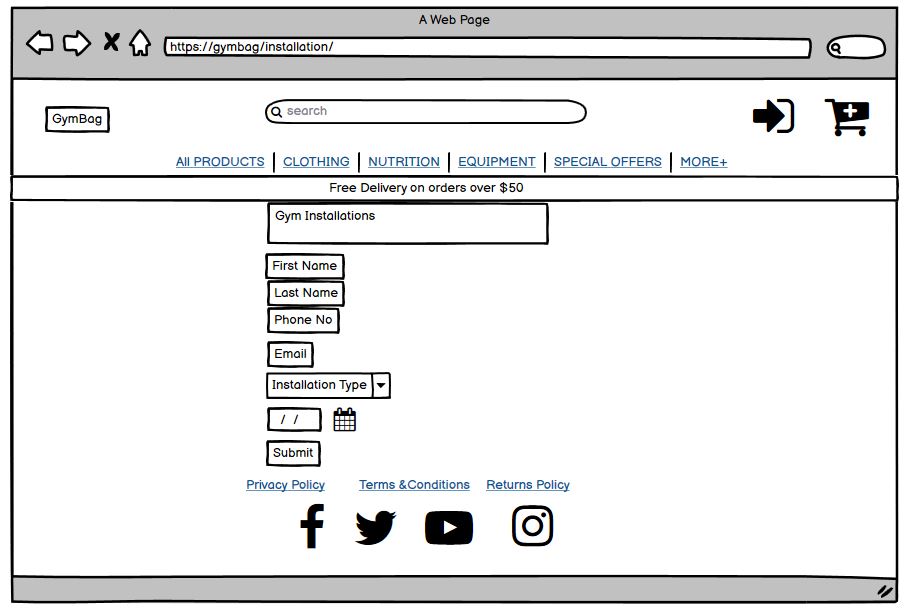 A Web Page
https://gymbag/installation/
GymBag
search
All PRODUCTS CLOTHING NUTRITION EQUIPMENT SPECIAL OFFERS MORE+
Free Delivery on orders over $50
Gym Installations
First Name
Last Name
Phone No
Email
Installation Type
/ /
Submit
Privacy Policy Terms &Conditions Returns Policy